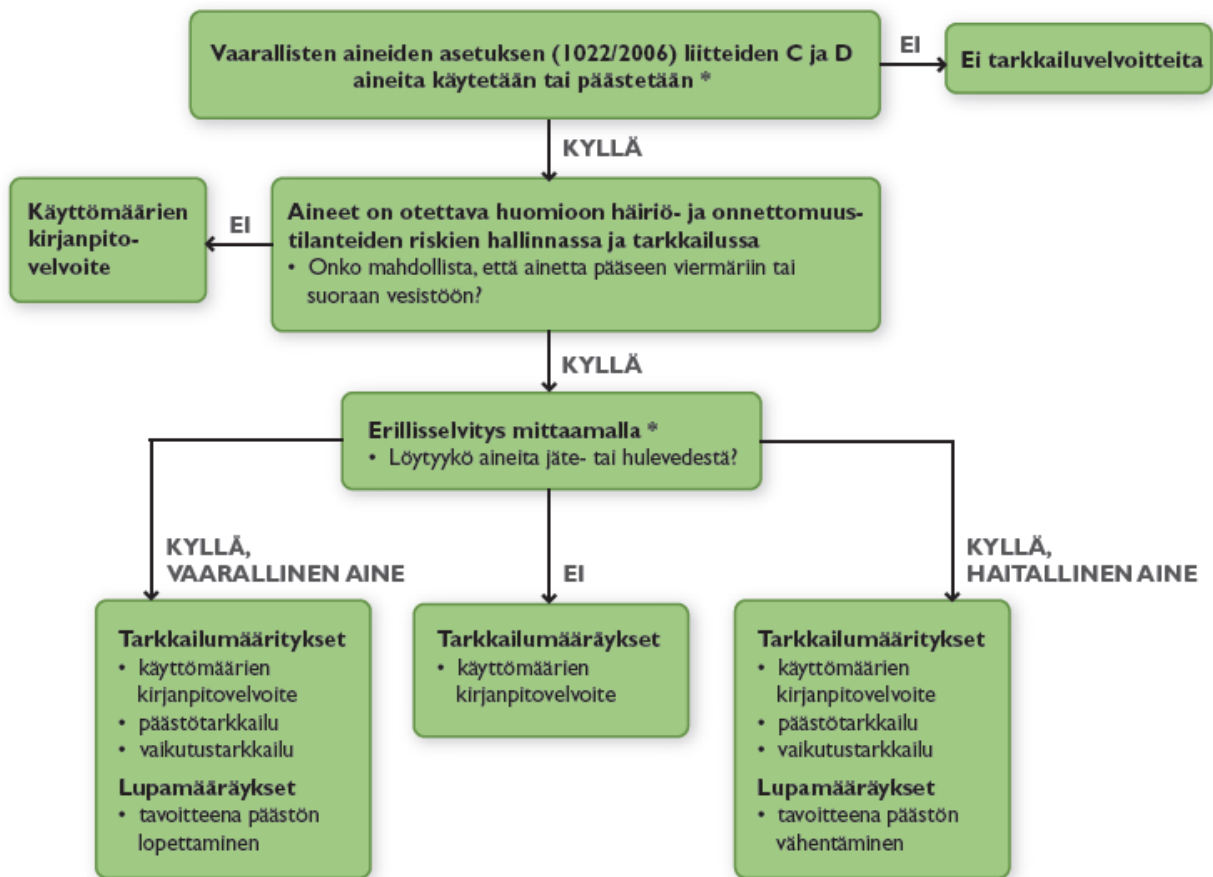 Vaarallisten aineiden asetuksen (1022/2006) liitteiden C ja D
aineita käytetään tai päästetään *
EI
Ei tarkkailuvelvoitteita
KYLLÄ
Käyttömäärien
kirjanpito-
velvoite
EI
Aineet on otettava huomioon häiriö- ja onnettomuus-
tilanteiden riskien hallinnassa ja tarkkailussa
• Onko mahdollista, että ainetta pääseen viermäriin tai
suoraan vesistöön?
KYLLÄ
Erillisselvitys mittaamalla *
• Löytyykö aineita jäte- tai hulevedestä?
KYLLÄ,
VAARALLINEN AINE
EI
KYLLÄ,
HAITALLINEN AINE
Tarkkailumääritykset
• käyttömäärien
kirjanpitovelvoite
• päästötarkkailu
• vaikutustarkkailu
Lupamääräykset
• tavoitteena päästön
lopettaminen
Tarkkailumääräykset
• käyttömäärien
kirjanpitovelvoite
Tarkkailumääritykset
• käyttömäärien
kirjanpitovelvoite
• päästötarkkailu
• vaikutustarkkailu
Lupamääräykset
• tavoitteena päästön
vähentäminen